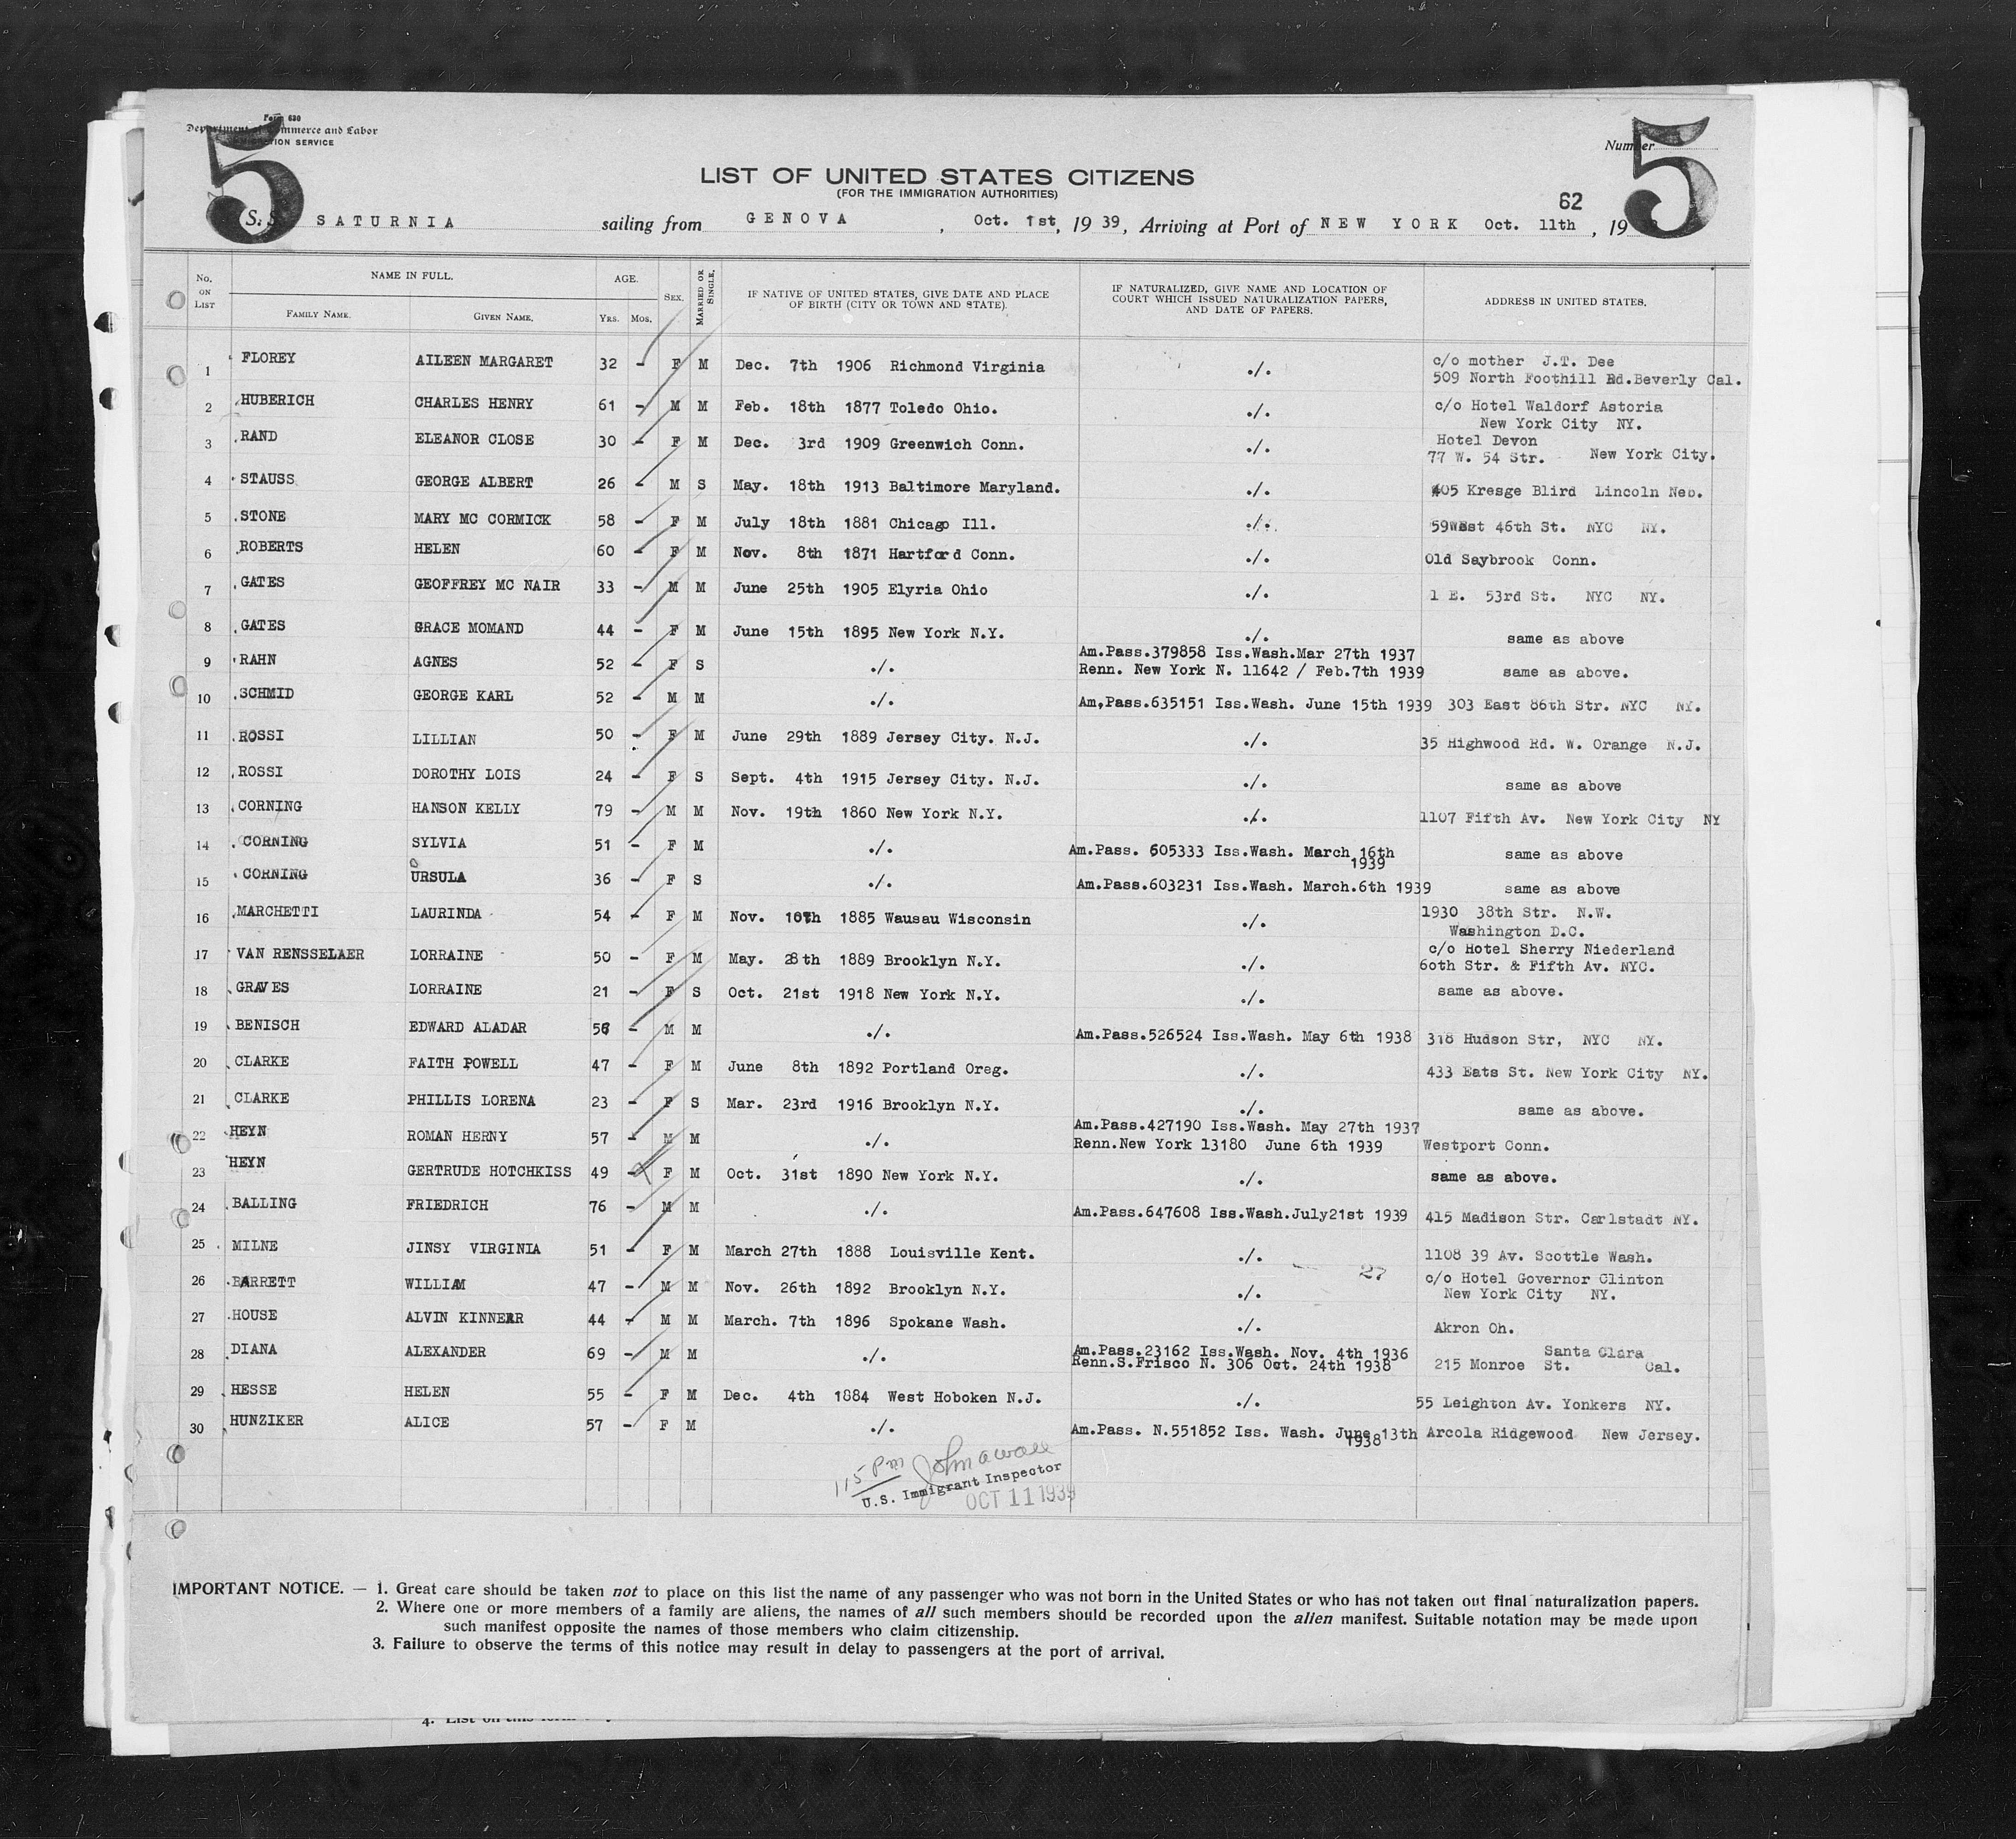 Form 630
Department of Commerce and Labor
IMMIGRATION SERVICE
5
Number
5
LIST OF UNITED STATES CITIZENS
(FOR THE IMMIGRATION AUTHORITIES)
62
S.S. SATURNIA sailing from GENOVA, Oct. 1st, 1939, Arriving at Port of NEW YORK Oct. 11th, 19
No. ON LIST
NAME IN FULL.
FAMILY NAME.
GIVEN NAME.
AGE.
YRS. MOS.
SEX.
MARRIED OR SINGLE.
IF NATIVE OF UNITED STATES, GIVE DATE AND PLACE OF BIRTH (CITY OR TOWN AND STATE).
IF NATURALIZED, GIVE NAME AND LOCATION OF COURT WHICH ISSUED NATURALIZATION PAPERS, AND DATE OF PAPERS.
ADDRESS IN UNITED STATES.
1 FLOREY AILEEN MARGARET 32 - F M Dec. 7th 1906 Richmond Virginia ./. c/o mother J.T. Dee
509 North Foothill Rd.Beverly Cal.
2 HUBERICH CHARLES HENRY 61 - M M Feb. 18th 1877 Toledo Ohio. ./. c/o Hotel Waldorf Astoria
New York City NY.
3 RAND ELEANOR CLOSE 30 - F M Dec. 3rd 1909 Greenwich Conn. ./. Hotel Devon
77 W. 54 Str. New York City.
4 STAUSS GEORGE ALBERT 26 - M S May. 18th 1913 Baltimore Maryland. ./. 405 Kresge Blird Lincoln Neb.
5 STONE MARY MC CORMICK 58 - F M July 18th 1881 Chicago Ill. ./. 59West 46th St. NYC NY.
6 ROBERTS HELEN 60 - F M Nov. 8th 1871 Hartford Conn. ./. Old Saybrook Conn.
7 GATES GEOFFREY MC NAIR 33 - M M June 25th 1905 Elyria Ohio ./. 1 E. 53rd St. NYC NY.
8 GATES GRACE MOMAND 44 - F M June 15th 1895 New York N.Y. ./. same as above
9 RAHN AGNES 52 - F S ./. Am.Pass.379858 Iss.Wash.Mar 27th 1937
Renn. New York N. 11642 / Feb.7th 1939 same as above.
10 SCHMID GEORGE KARL 52 - M M ./. Am,Pass.635151 Iss.Wash. June 15th 1939 303 East 86th Str. NYC NY.
11 ROSSI LILLIAN 50 - F M June 29th 1889 Jersey City. N.J. ./. 35 Highwood Rd. W. Orange N.J.
12 ROSSI DOROTHY LOIS 24 - F S Sept. 4th 1915 Jersey City. N.J. ./. same as above
13 CORNING HANSON KELLY 79 - M M Nov. 19th 1860 New York N.Y. ./. 1107 Fifth Av. New York City NY
14 CORNING SYLVIA 51 - F M ./. Am.Pass. 605333 Iss.Wash. March 16th
1939 same as above
15 CORNING URSULA 36 - F S ./. Am.Pass.603231 Iss.Wash. March.6th 1939 same as above
16 MARCHETTI LAURINDA 54 - F M Nov. 10th 1885 Wausau Wisconsin ./. 1930 38th Str. N.W.
Washington D.C.
17 VAN RENSSELAER LORRAINE 50 - F M May. 28th 1889 Brooklyn N.Y. ./. c/o Hotel Sherry Niederland
60th Str. & Fifth Av. NYC.
18 GRAVES LORRAINE 21 - F S Oct. 21st 1918 New York N.Y. ./. same as above.
19 BENISCH EDWARD ALADAR - M M ./. Am.Pass.526524 Iss.Wash. May 6th 1938 318 Hudson Str, NYC NY.
20 CLARKE FAITH POWELL 47 - F M June 8th 1892 Portland Oreg. ./. 433 Eats St. New York City NY.
21 CLARKE PHILLIS LORENA 23 - F S Mar. 23rd 1916 Brooklyn N.Y. ./. same as above.
22 HEYN ROMAN HERNY 57 - M M ./. Am.Pass.427190 Iss.Wash. May 27th 1937
Renn.New York 13180 June 6th 1939 Westport Conn.
23 HEYN GERTRUDE HOTCHKISS 49 - F M Oct. 31st 1890 New York N.Y. ./. same as above.
24 BALLING FRIEDRICH 76 - M M ./. Am.Pass.647608 Iss.Wash.July21st 1939 415 Madison Str. Carlstadt NY.
25 MILNE JINSY VIRGINIA 51 - F M March 27th 1888 Louisville Kent. ./. 1108 39 Av. Scottle Wash.
27
26 BARRETT WILLIAM 47 - M M Nov. 26th 1892 Brooklyn N.Y. ./. c/o Hotel Governor Clinton
New York City NY.
27 HOUSE ALVIN KINNERR 44 - M M March. 7th 1896 Spokane Wash. ./. Akron Oh.
28 DIANA ALEXANDER 69 - M M ./. Am.Pass.23162 Iss.Wash. Nov. 4th 1936 Santa Clara
Renn.S.Frisco N. 306 Oct. 24th 1938 215 Monroe St. Cal.
29 HESSE HELEN 55 - F M Dec. 4th 1884 West Hoboken N.J. ./. 55 Leighton Av. Yonkers NY.
30 HUNZIKER ALICE 57 - F M ./. Am.Pass. N.551852 Iss. Wash. June 13th
1938 Arcola Ridgewood New Jersey.
115 Pm
U.S. Immigrant Inspector
OCT 11 1939
IMPORTANT NOTICE. — 1. Great care should be taken not to place on this list the name of any passenger who was not born in the United States or who has not taken out final naturalization papers.
2. Where one or more members of a family are aliens, the names of all such members should be recorded upon the alien manifest. Suitable notation may be made upon
such manifest opposite the names of those members who claim citizenship.
3. Failure to observe the terms of this notice may result in delay to passengers at the port of arrival.